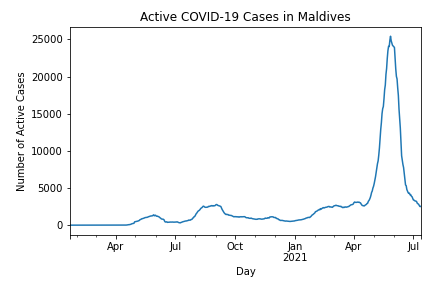 Active COVID-19 Cases in Maldives
Number of Active Cases
25000
20000
15000
10000
5000
0
Apr
Jul
Oct
Jan
2021
Apr
Jul
Day